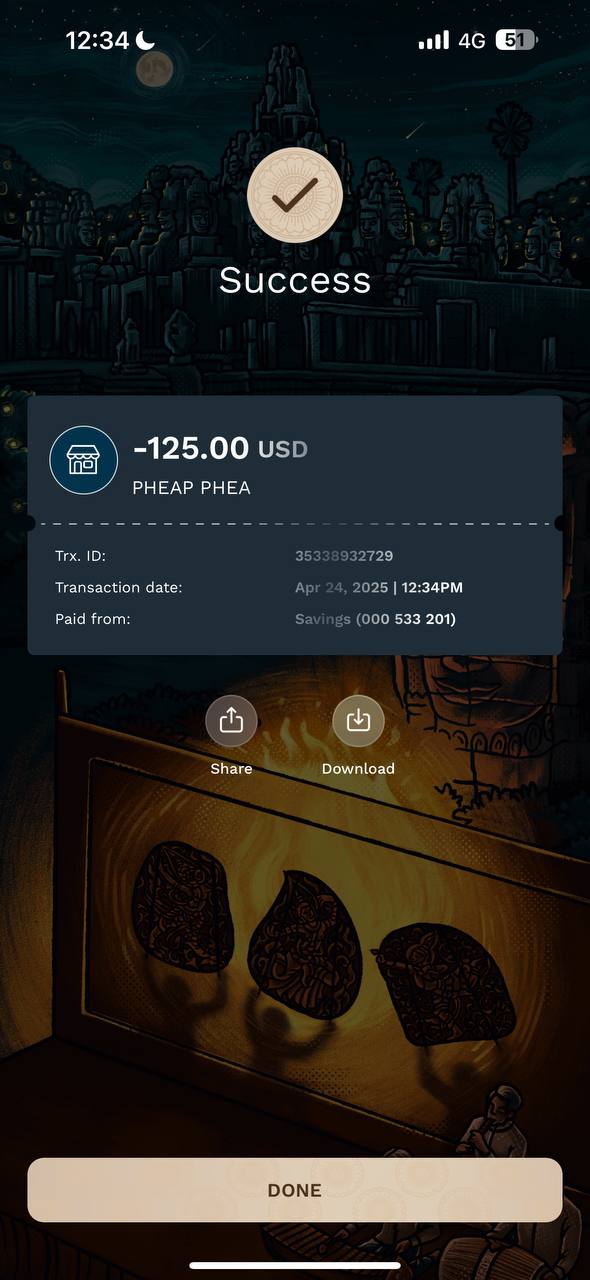 12:34 4G 51
Success
-125.00 USD
PHEAP PHEA
Trx. ID: 35338932729
Transaction date: Apr 24, 2025 | 12:34PM
Paid from: Savings (000 533 201)
Share Download
DONE